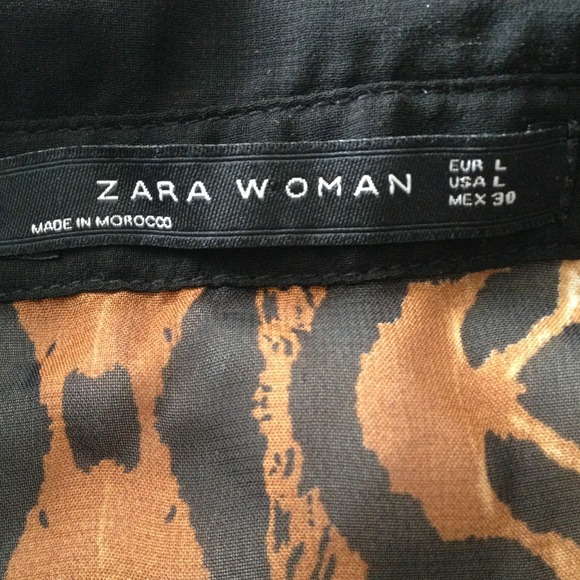 ZARA WOMAN
MADE IN MOROCCO
EUR L
USA L
MEX 30